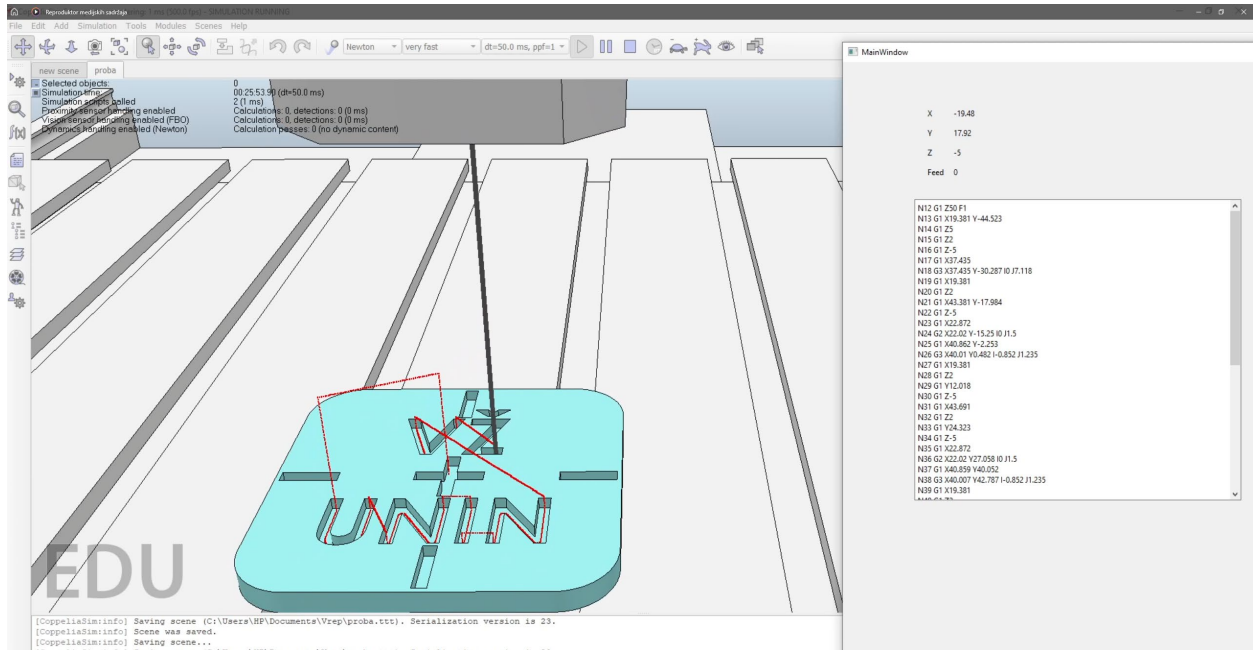 Reproduktor medijskih sadržaja
(500.0 fps) - SIMULATION RUNNING
File Edit Add Simulation Tools Modules Scenes Help
Newton
very fast
dt=50.0 ms, ppf=1
new scene proba
Selected objects: 0
Simulation time: 00:25:53.90 (dt=50.0 ms)
Simulation scripts called 2 (1 ms)
Proximity sensor handling enabled Calculations: 0, detections: 0 (0 ms)
Vision sensor handling enabled (FBO) Calculations: 0, detections: 0 (0 ms)
Dynamics handling enabled (Newton) Calculation passes: 0 (no dynamic content)
f(x)
VŽ
UNIN
EDU
[CoppeliaSim:info] Saving scene (C:\Users\HP\Documents\Vrep\proba.ttt). Serialization version is 23.
[CoppeliaSim:info] Scene was saved.
[CoppeliaSim:info] Saving scene...
MainWindow
X -19.48
Y 17.92
Z -5
Feed 0
N12 G1 Z50 F1
N13 G1 X19.381 Y-44.523
N14 G1 Z5
N15 G1 Z2
N16 G1 Z-5
N17 G1 X37.435
N18 G3 X37.435 Y-30.287 I0 J7.118
N19 G1 X19.381
N20 G1 Z2
N21 G1 X43.381 Y-17.984
N22 G1 Z-5
N23 G1 X22.872
N24 G2 X22.02 Y-15.25 I0 J1.5
N25 G1 X40.862 Y-2.253
N26 G3 X40.01 Y0.482 I-0.852 J1.235
N27 G1 X19.381
N28 G1 Z2
N29 G1 Y12.018
N30 G1 Z-5
N31 G1 X43.691
N32 G1 Z2
N33 G1 Y24.323
N34 G1 Z-5
N35 G1 X22.872
N36 G2 X22.02 Y27.058 I0 J1.5
N37 G1 X40.859 Y40.052
N38 G3 X40.007 Y42.787 I-0.852 J1.235
N39 G1 X19.381